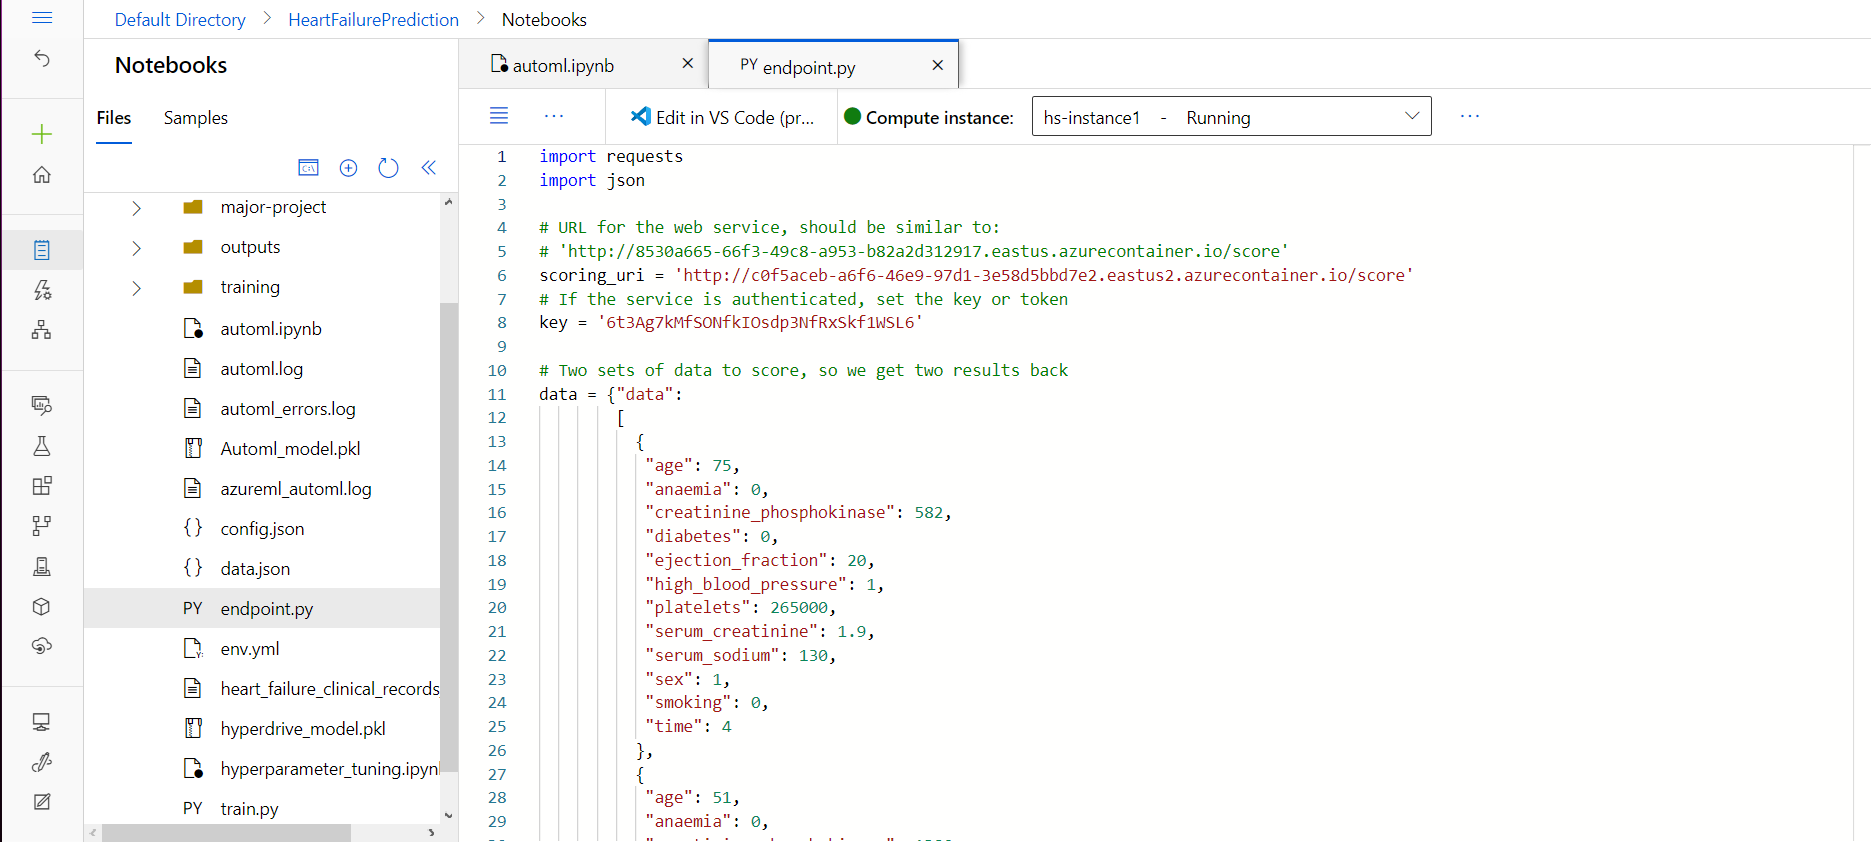 Default Directory > HeartFailurePrediction > Notebooks
Notebooks
Files Samples
major-project
outputs
training
automl.ipynb
automl.log
automl_errors.log
Automl_model.pkl
azureml_automl.log
{} config.json
{} data.json
PY endpoint.py
env.yml
heart_failure_clinical_records
hyperdrive_model.pkl
hyperparameter_tuning.ipyn
PY train.py
automl.ipynb ×
PY endpoint.py ×
··· Edit in VS Code (pr... Compute instance: hs-instance1 - Running ···
1 import requests
2 import json
3
4 # URL for the web service, should be similar to:
5 # 'http://8530a665-66f3-49c8-a953-b82a2d312917.eastus.azurecontainer.io/score'
6 scoring_uri = 'http://c0f5aceb-a6f6-46e9-97d1-3e58d5bbd7e2.eastus2.azurecontainer.io/score'
7 # If the service is authenticated, set the key or token
8 key = '6t3Ag7kMfSONfkIOsdp3NfRxSkf1WSL6'
9
10 # Two sets of data to score, so we get two results back
11 data = {"data":
12 [
13 {
14 "age": 75,
15 "anaemia": 0,
16 "creatinine_phosphokinase": 582,
17 "diabetes": 0,
18 "ejection_fraction": 20,
19 "high_blood_pressure": 1,
20 "platelets": 265000,
21 "serum_creatinine": 1.9,
22 "serum_sodium": 130,
23 "sex": 1,
24 "smoking": 0,
25 "time": 4
26 },
27 {
28 "age": 51,
29 "anaemia": 0,